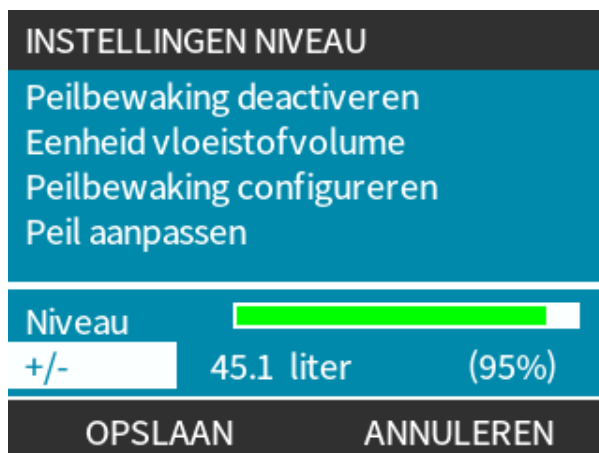 INSTELLINGEN NIVEAU
Peilbewaking deactiveren
Eenheid vloeistofvolume
Peilbewaking configureren
Peil aanpassen
Niveau
+/- 45.1 liter (95%)
OPSLAAN ANNULEREN